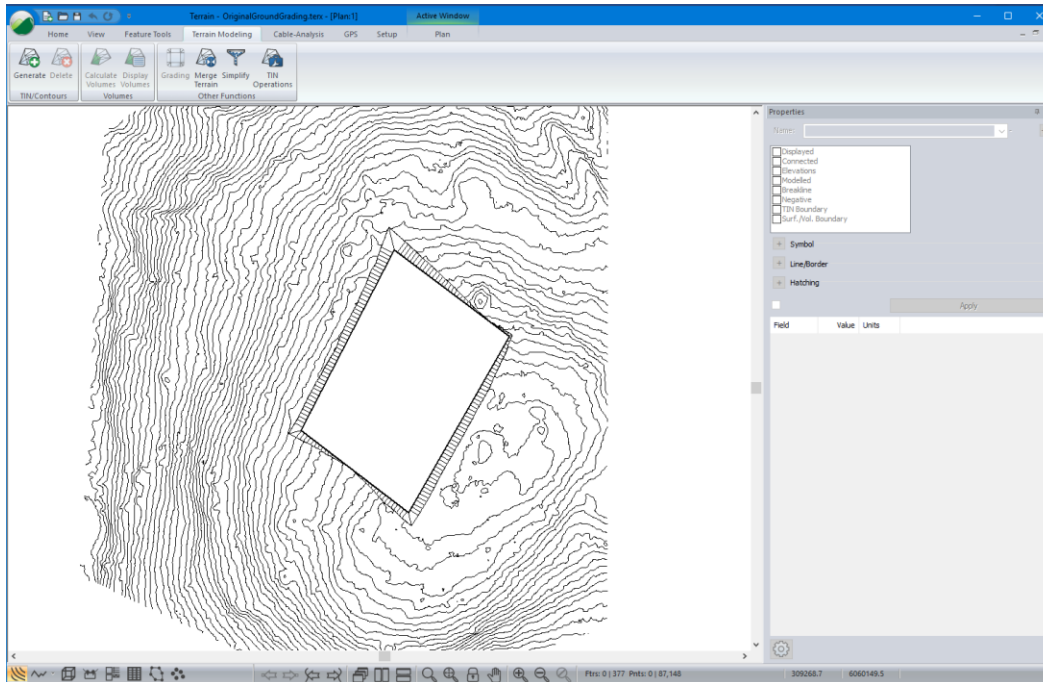 Terrain - OriginalGroundGrading.terx - [Plan:1]
Active Window
Home View Feature Tools Terrain Modeling Cable-Analysis GPS Setup Plan
Generate Delete Calculate Volumes Display Volumes Grading Merge Terrain Simplify TIN Operations
TIN/Contours Volumes Other Functions
Properties
Name:
Displayed
Connected
Elevations
Modelled
Breakline
Negative
TIN Boundary
Surf./Vol. Boundary
Symbol
Line/Border
Hatching
Apply
Field Value Units
Ftrs: 0 | 377 Pnts: 0 | 87,148 309268.7 6060149.5